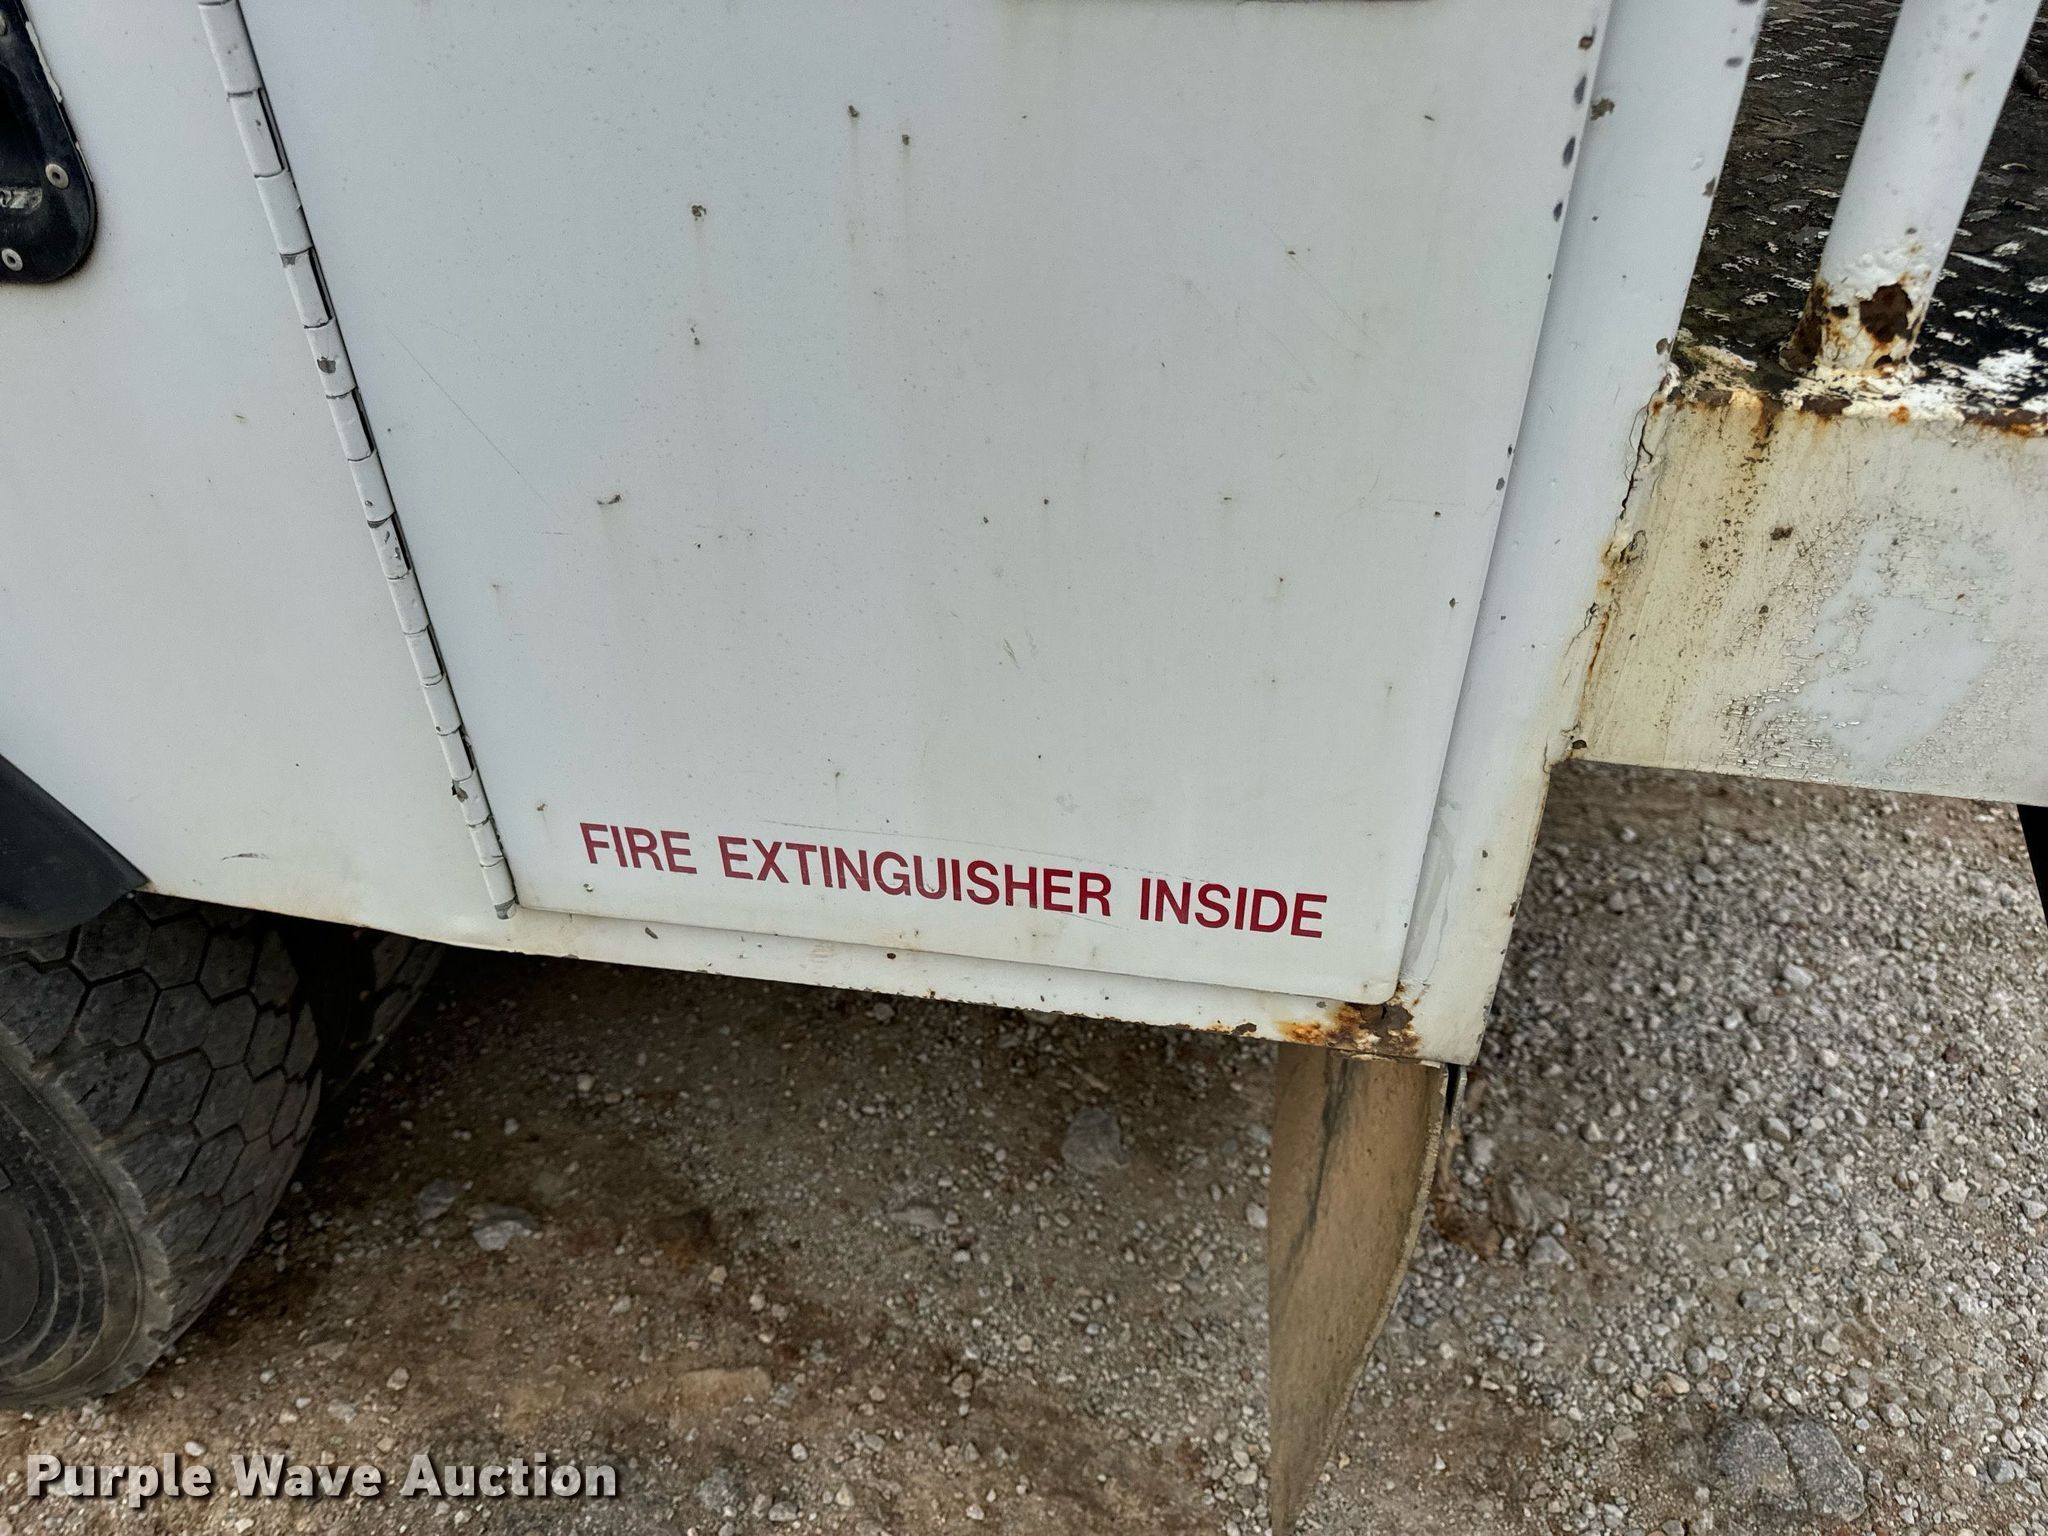 FIRE EXTINGUISHER INSIDE
Purple Wave Auction